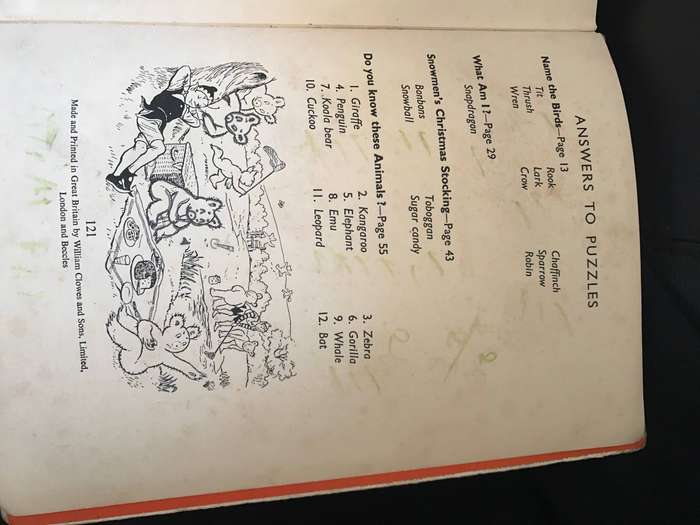 ANSWERS TO PUZZLES
Name the Birds—Page 13
Tit Rook Chaffinch
Thrush Lark Sparrow
Wren Crow Robin
What Am I?—Page 29
Snapdragon
Snowmen's Christmas Stocking—Page 43
Bonbons Toboggan
Snowball Sugar candy
Do you know these Animals?—Page 55
1. Giraffe 2. Kangaroo 3. Zebra
4. Penguin 5. Elephant 6. Gorilla
7. Koala bear 8. Emu 9. Whale
10. Cuckoo 11. Leopard 12. Bat
121
Made and Printed in Great Britain by William Clowes and Sons, Limited,
London and Beccles